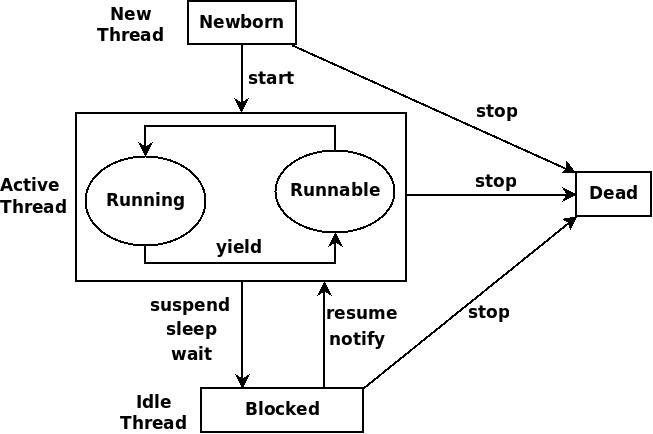 New
Thread
Newborn
start
stop
Active
Thread
Running
Runnable
yield
stop
Dead
suspend
sleep
wait
resume
notify
stop
Idle
Thread
Blocked